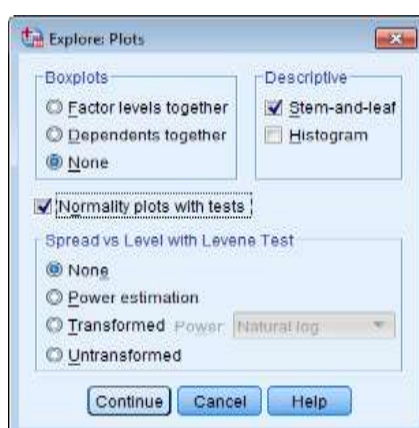 Explore: Plots
Boxplots
Factor levels together
Dependents together
None
Descriptive
Stem-and-leaf
Histogram
Normality plots with tests
Spread vs Level with Levene Test
None
Power estimation
Transformed Power: Natural log
Untransformed
Continue Cancel Help